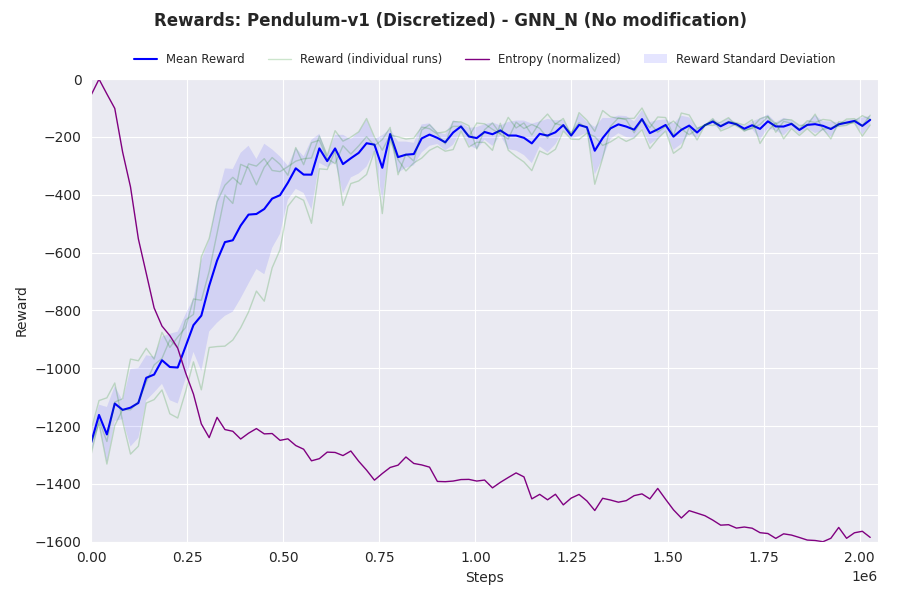 Rewards: Pendulum-v1 (Discretized) - GNN_N (No modification)
Mean Reward
Reward (individual runs)
Entropy (normalized)
Reward Standard Deviation
0
−200
−400
−600
−800
−1000
−1200
−1400
−1600
Reward
0.00
0.25
0.50
0.75
1.00
1.25
1.50
1.75
2.00
1e6
Steps